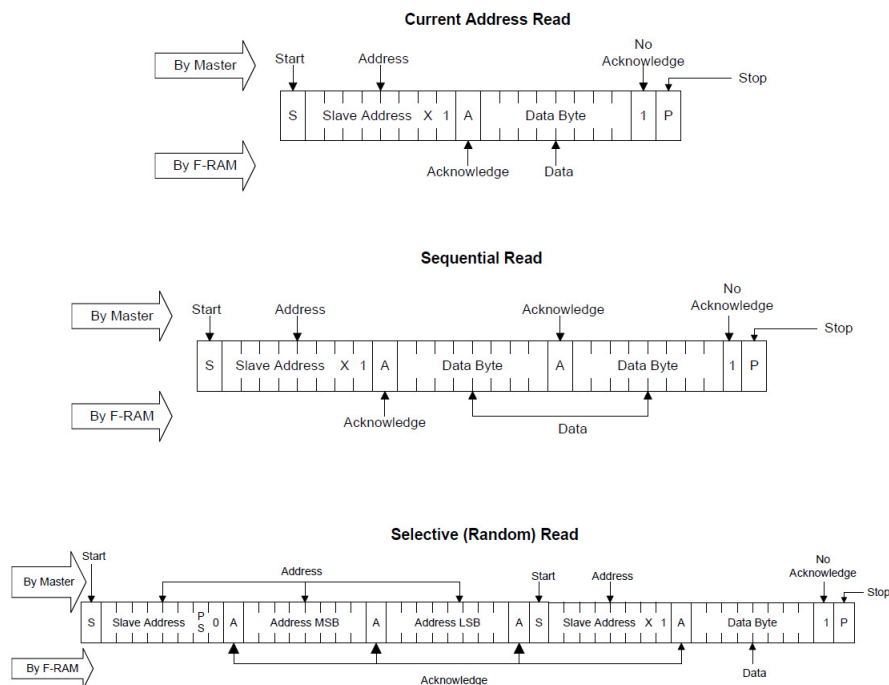 Current Address Read
By Master
Start
Address
No
Acknowledge
Stop
S Slave Address X 1 A Data Byte 1 P
By F-RAM
Acknowledge
Data
Sequential Read
By Master
Start
Address
Acknowledge
No
Acknowledge
Stop
S Slave Address X 1 A Data Byte A Data Byte 1 P
By F-RAM
Acknowledge
Data
Selective (Random) Read
By Master
Start
Address
Start
Address
No
Acknowledge
Stop
S Slave Address PS 0 A Address MSB A Address LSB A S Slave Address X 1 A Data Byte 1 P
By F-RAM
Acknowledge
Data